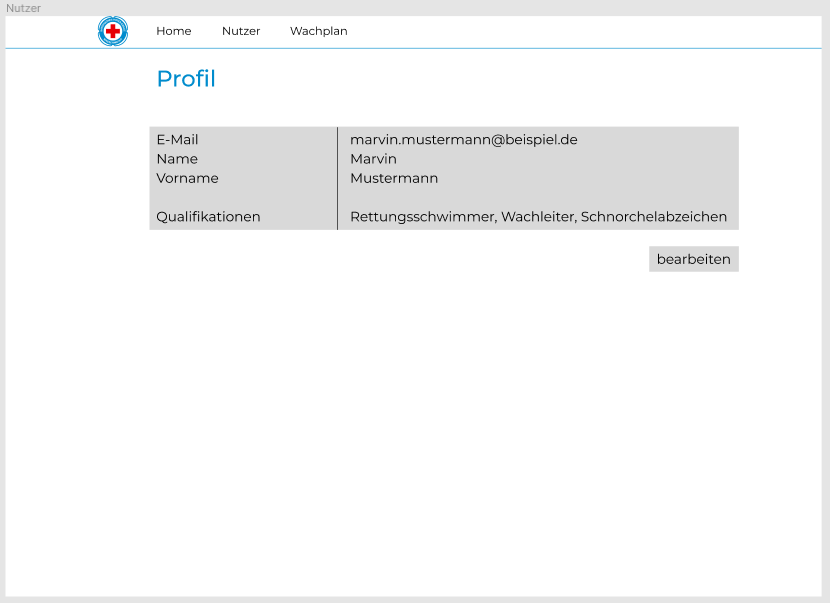 Nutzer
Home Nutzer Wachplan
Profil
E-Mail marvin.mustermann@beispiel.de
Name Marvin
Vorname Mustermann
Qualifikationen Rettungsschwimmer, Wachleiter, Schnorchelabzeichen
bearbeiten